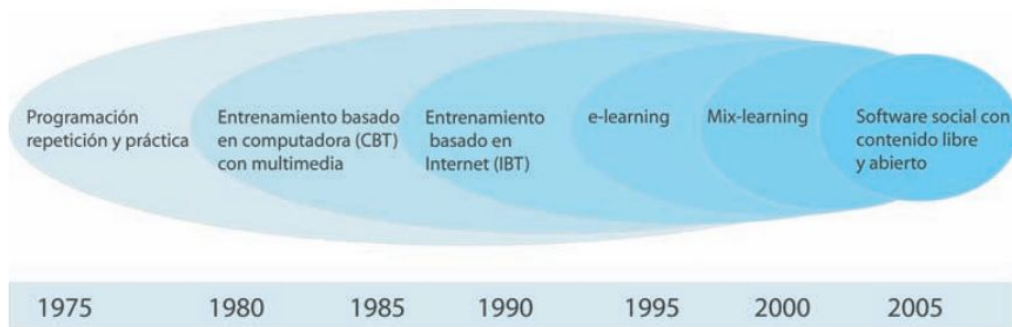 Programación
repetición y práctica
Entrenamiento basado
en computadora (CBT)
con multimedia
Entrenamiento
basado en
Internet (IBT)
e-learning
Mix-learning
Software social con
contenido libre
y abierto
1975 1980 1985 1990 1995 2000 2005